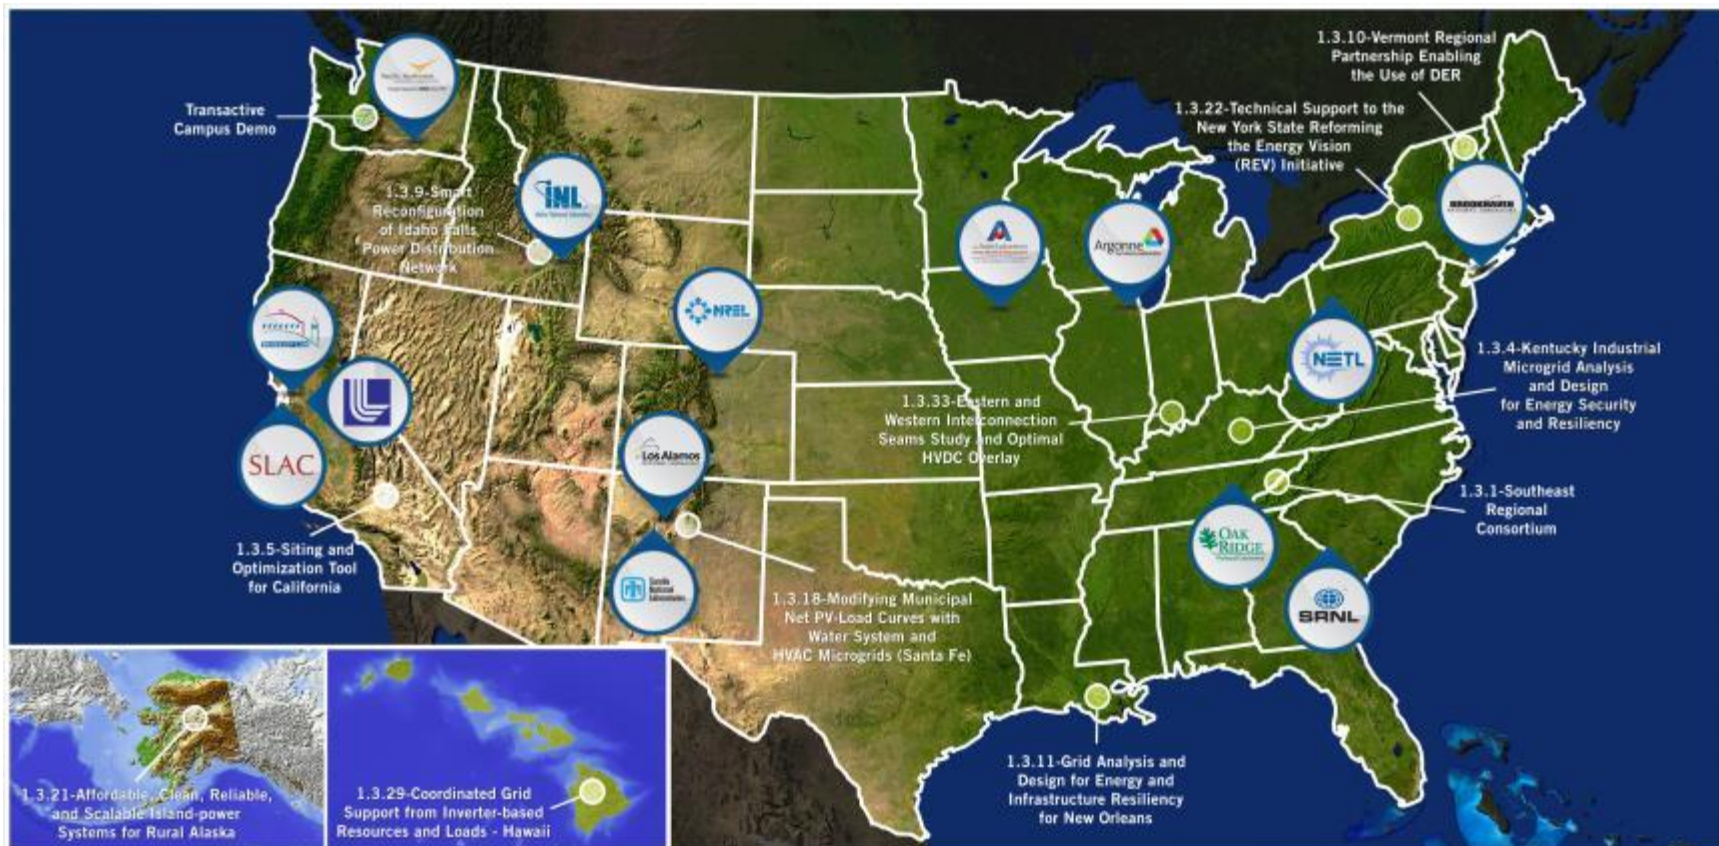 Transactive
Campus Demo
1.3.9-Smart
Reconfiguration
of Idaho Falls
Power Distribution
Network
INL
NREL
Argonne
1.3.10-Vermont Regional
Partnership Enabling
the Use of DER
1.3.22-Technical Support to the
New York State Reforming
the Energy Vision
(REV) Initiative
BROOKHAVEN
NETL
1.3.4-Kentucky Industrial
Microgrid Analysis
and Design
for Energy Security
and Resiliency
1.3.33-Eastern and
Western Interconnection
Seams Study and Optimal
HVDC Overlay
SLAC
Los Alamos
1.3.1-Southeast
Regional
Consortium
OAK
RIDGE
1.3.5-Siting and
Optimization Tool
for California
Sandia
National
Laboratories
SRNL
1.3.18-Modifying Municipal
Net PV-Load Curves with
Water System and
HVAC Microgrids (Santa Fe)
1.3.11-Grid Analysis and
Design for Energy and
Infrastructure Resiliency
for New Orleans
1.3.21-Affordable, Clean, Reliable,
and Scalable Island-power
Systems for Rural Alaska
1.3.29-Coordinated Grid
Support from Inverter-based
Resources and Loads - Hawaii